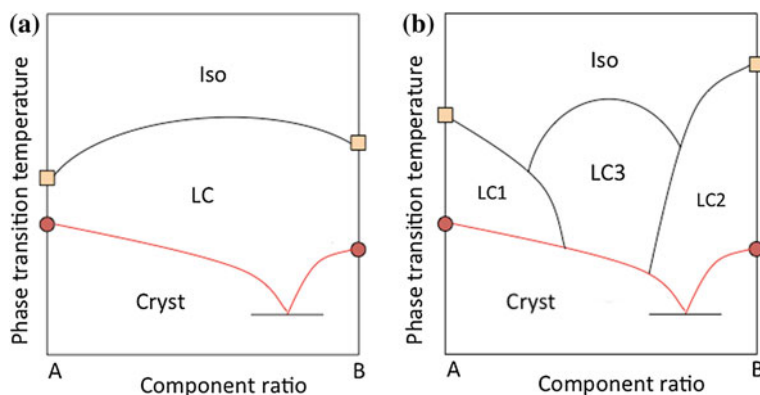 (a)
Phase transition temperature
Iso
LC
Cryst
A
B
Component ratio
(b)
Phase transition temperature
Iso
LC1
LC3
LC2
Cryst
A
B
Component ratio